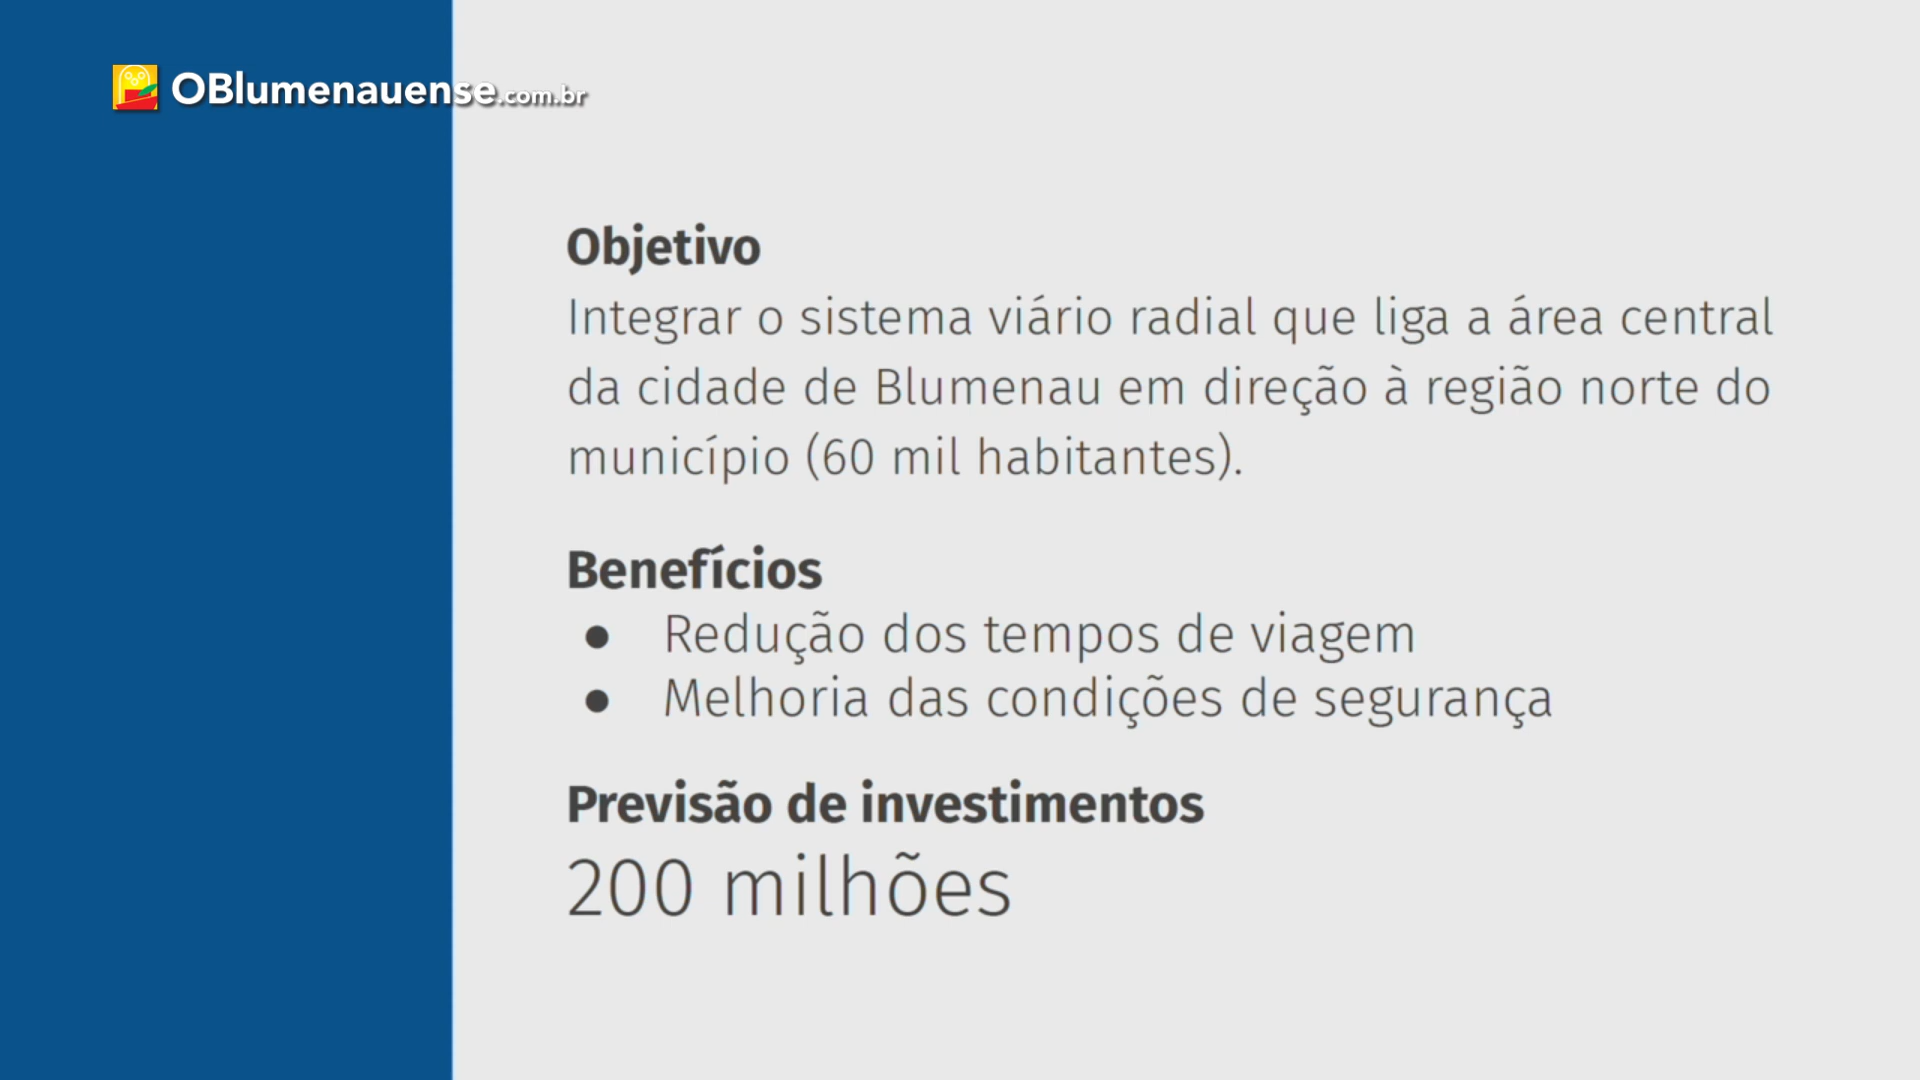 OBlumenauense.com.br
Objetivo
Integrar o sistema viário radial que liga a área central
da cidade de Blumenau em direção à região norte do
município (60 mil habitantes).
Benefícios
● Redução dos tempos de viagem
● Melhoria das condições de segurança
Previsão de investimentos
200 milhões